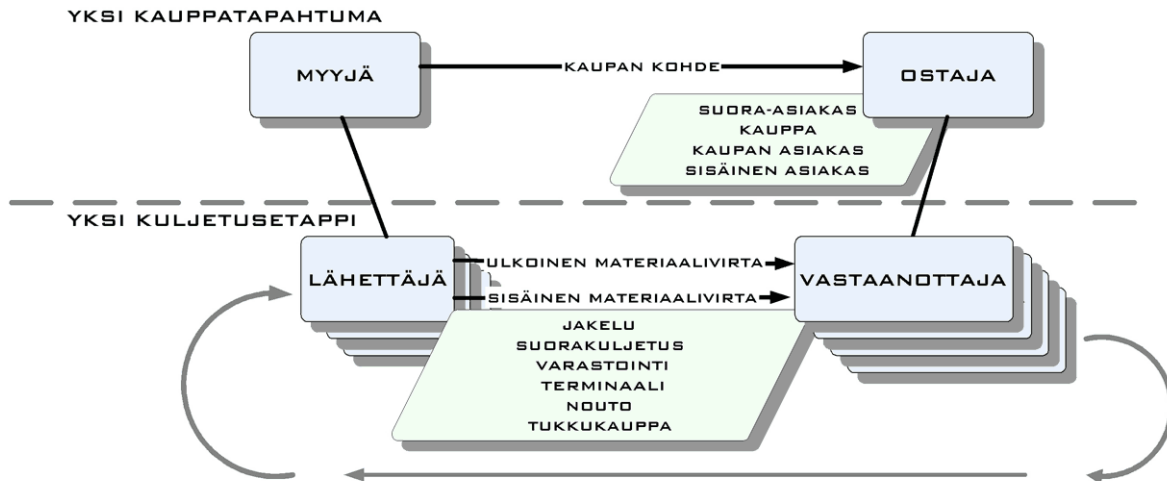 YKSI KAUPPATAPAHTUMA
MYYJÄ
KAUPAN KOHDE
OSTAJA
SUORA-ASIAKAS
KAUPPA
KAUPAN ASIAKAS
SISÄINEN ASIAKAS
YKSI KULJETUSETAPPI
LÄHETTÄJÄ
ULKOINEN MATERIAALIVIRTA
SISÄINEN MATERIAALIVIRTA
VASTAANOTTAJA
JAKELU
SUORAKULJETUS
VARASTOINTI
TERMINAALI
NOUTO
TUKKUKAUPPA